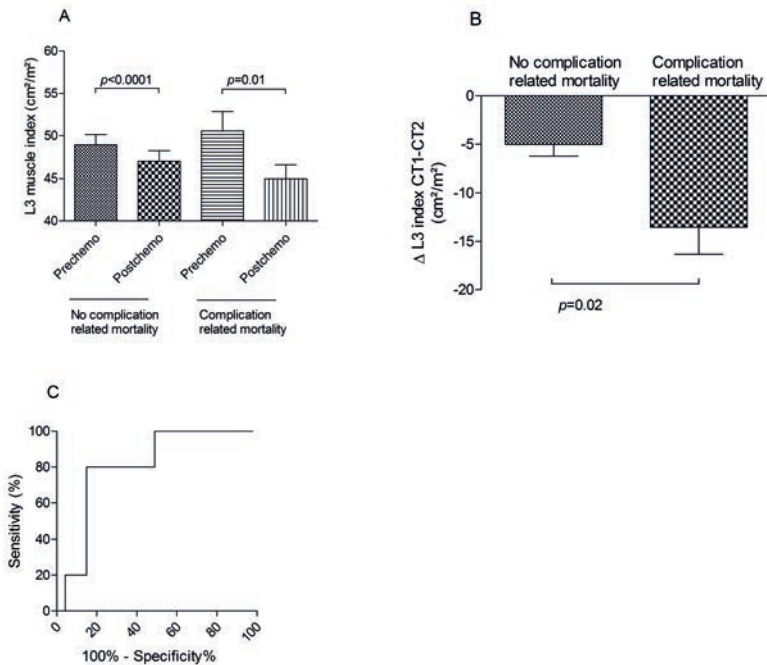 A
L3 muscle index (cm²/m²)
60
55
50
45
40
p<0.0001
p=0.01
Prechemo
Postchemo
Prechemo
Postchemo
No complication
related mortality
Complication
related mortality
B
No complication
related mortality
Complication
related mortality
Δ L3 index CT1-CT2
(cm²/m²)
0
-5
-10
-15
-20
p=0.02
C
Sensitivity (%)
100
80
60
40
20
0
0
20
40
60
80
100
100% - Specificity%